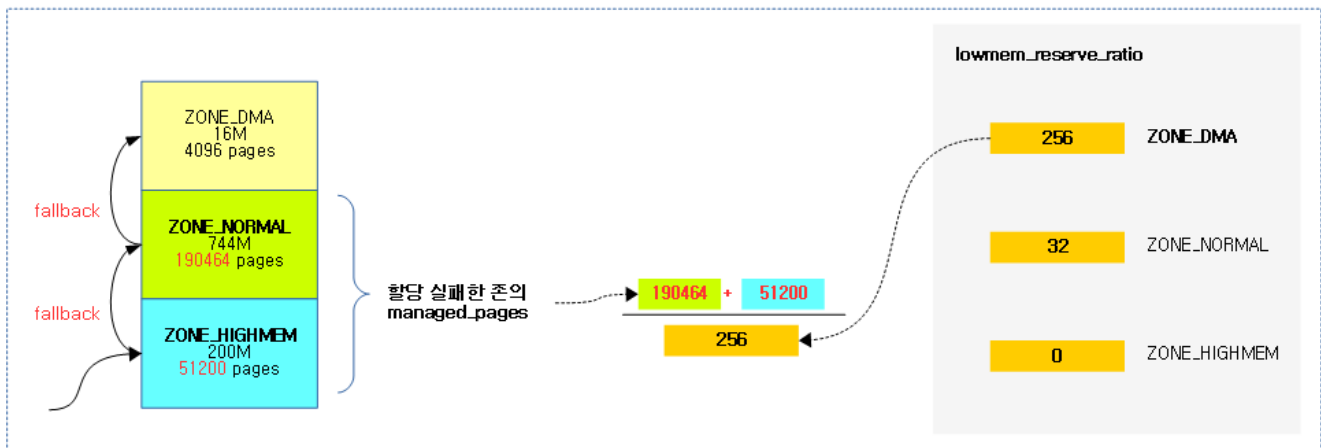 ZONE_DMA
16M
4096 pages
fallback
ZONE_NORMAL
744M
190464 pages
fallback
ZONE_HIGHMEM
200M
51200 pages
할당 실패한 존의
managed_pages
190464 + 51200
256
lowmem_reserve_ratio
256 ZONE_DMA
32 ZONE_NORMAL
0 ZONE_HIGHMEM